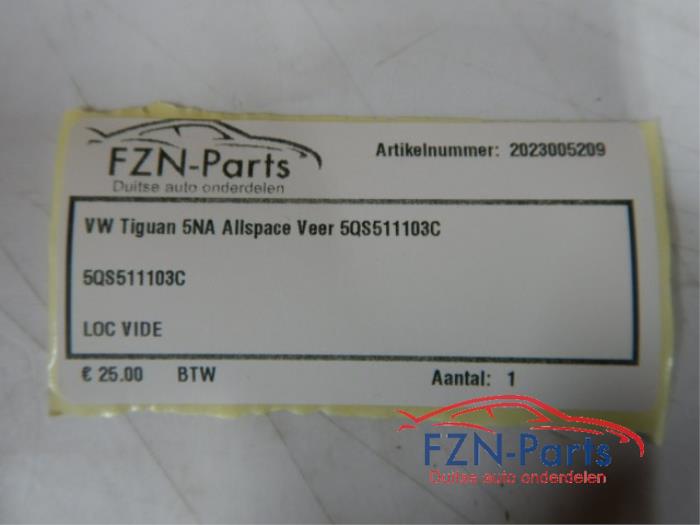 FZN-Parts
Duitse auto onderdelen
Artikelnummer: 2023005209
VW Tiguan 5NA Allspace Veer 5QS511103C
5QS511103C
LOC VIDE
€ 25.00 BTW Aantal: 1
FZN-Parts
Duitse auto onderdelen